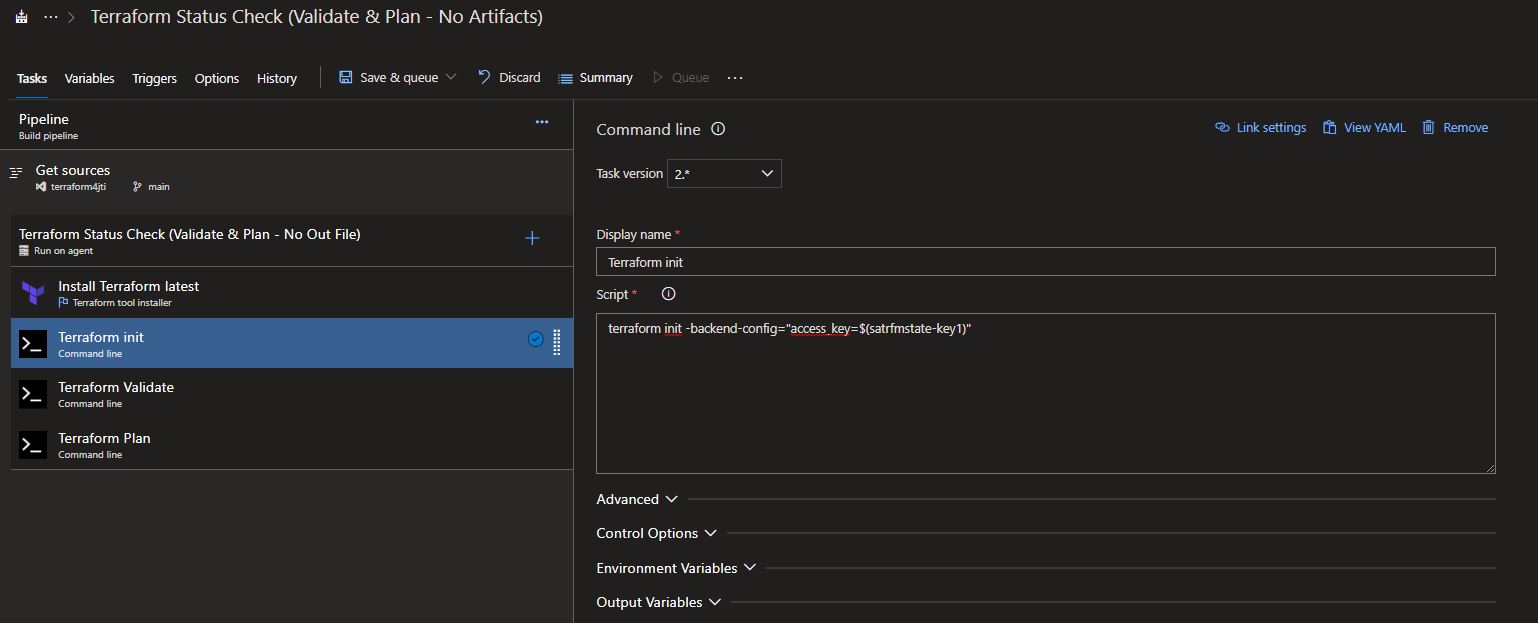 Terraform Status Check (Validate & Plan - No Artifacts)
Tasks Variables Triggers Options History Save & queue Discard Summary Queue
Pipeline
Build pipeline
Get sources
terraform4jti main
Terraform Status Check (Validate & Plan - No Out File)
Run on agent
Install Terraform latest
Terraform tool installer
Terraform init
Command line
Terraform Validate
Command line
Terraform Plan
Command line
Command line
Link settings View YAML Remove
Task version 2.*
Display name *
Terraform init
Script *
terraform init -backend-config="access_key=$(satrfmstate-key1)"
Advanced
Control Options
Environment Variables
Output Variables